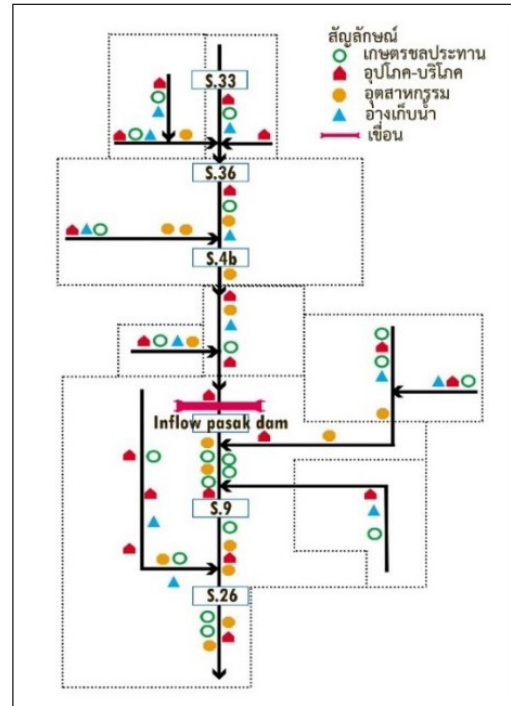 สัญลักษณ์
เกษตรชลประทาน
อุปโภค-บริโภค
อุตสาหกรรม
อ่างเก็บน้ำ
เขื่อน
S.33
S.36
S.4b
Inflow pasak dam
S.9
S.26